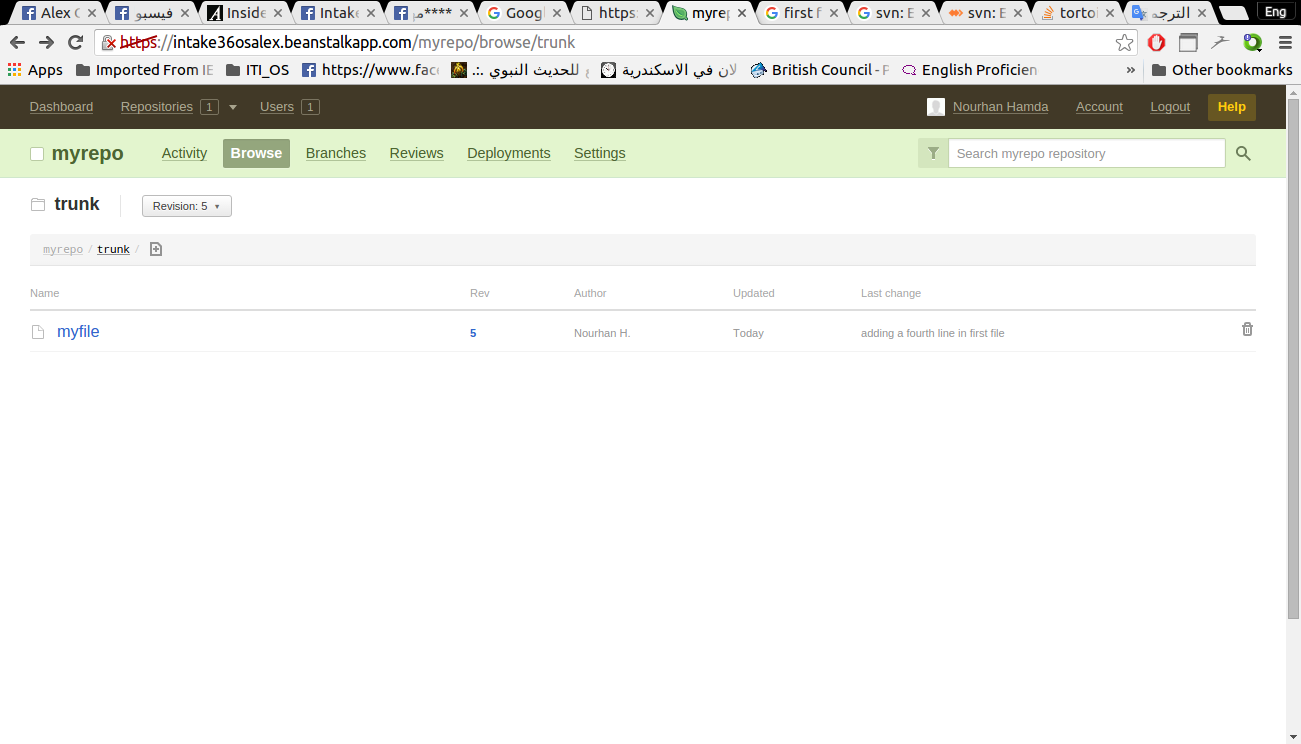 Alex فيسبو Inside Intake ****مر Googl https: myrep first f svn: E svn: E tortoi الترجمة Eng
https://intake36osalex.beanstalkapp.com/myrepo/browse/trunk
Apps Imported From IE ITI_OS https://www.face ع للحديث النبوي .:. لان في الاسكندرية British Council - F English Proficien » Other bookmarks
Dashboard Repositories 1 Users 1 Nourhan Hamda Account Logout Help
myrepo Activity Browse Branches Reviews Deployments Settings Search myrepo repository
trunk Revision: 5
myrepo / trunk /
Name Rev Author Updated Last change
myfile 5 Nourhan H. Today adding a fourth line in first file